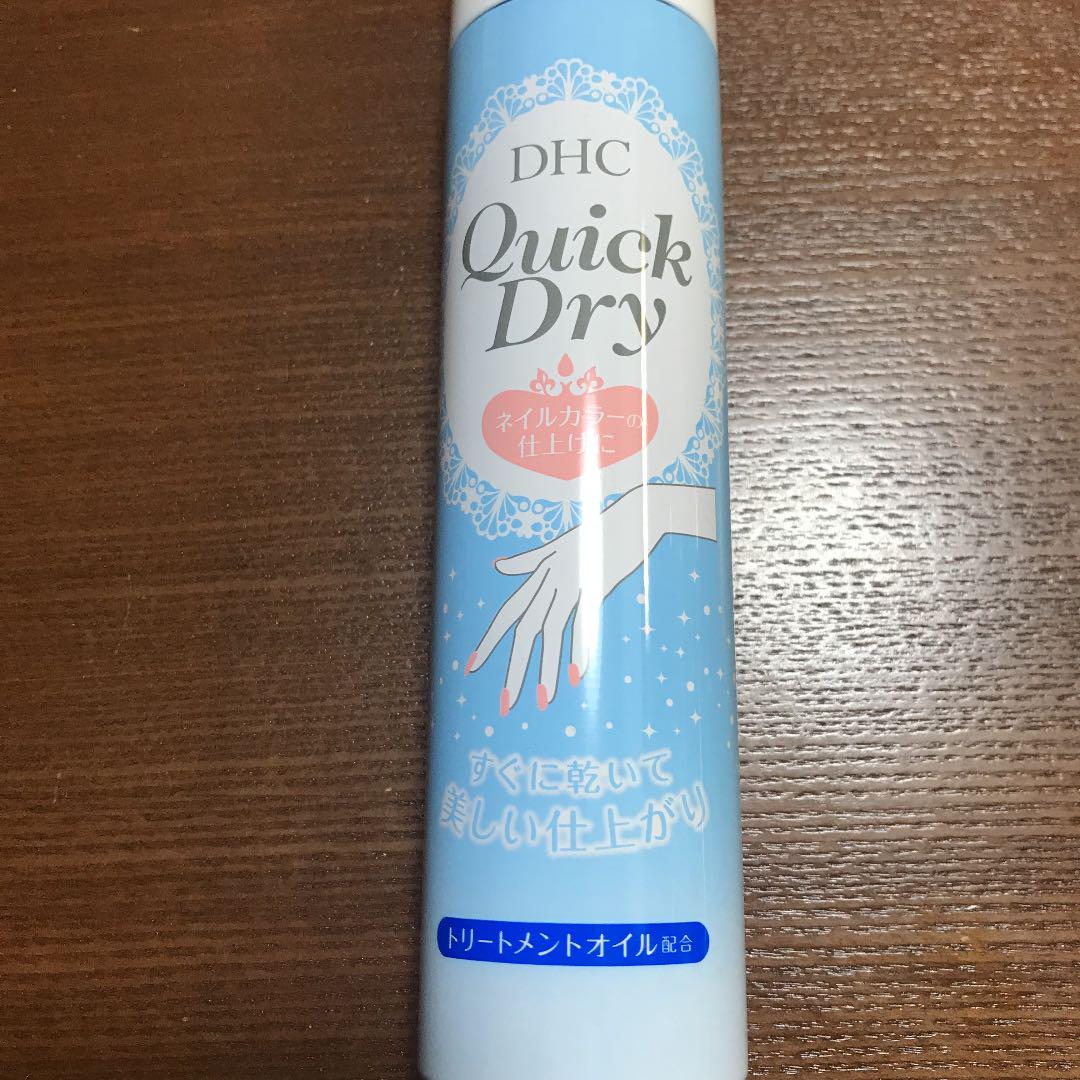 DHC
Quick
Dry
ネイルカラーの
仕上げに
すぐに乾いて
美しい仕上がり
トリートメントオイル配合